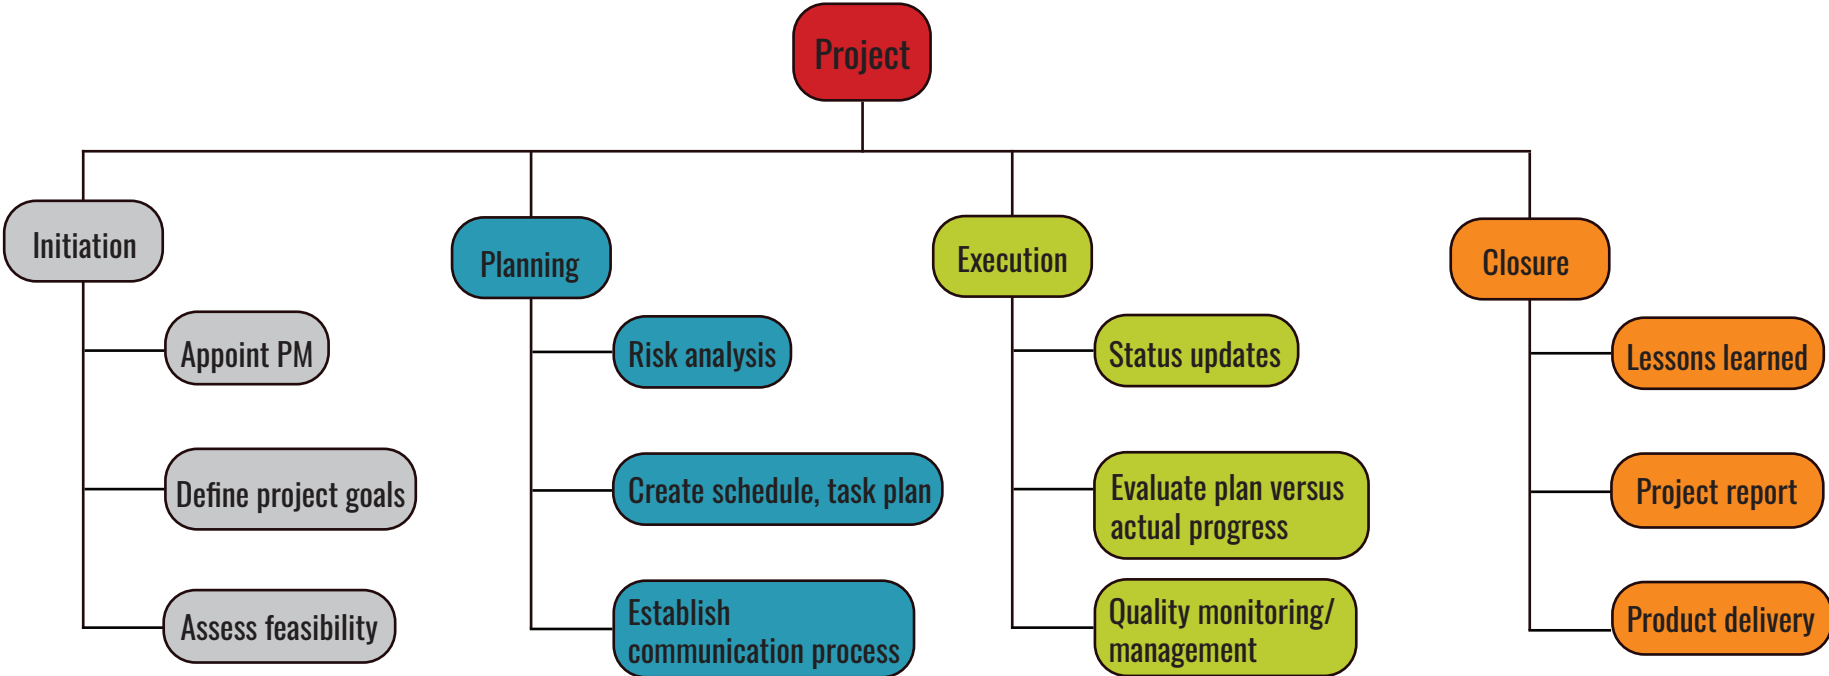 Project
Initiation
Appoint PM
Define project goals
Assess feasibility
Planning
Risk analysis
Create schedule, task plan
Establish
communication process
Execution
Status updates
Evaluate plan versus
actual progress
Quality monitoring/
management
Closure
Lessons learned
Project report
Product delivery